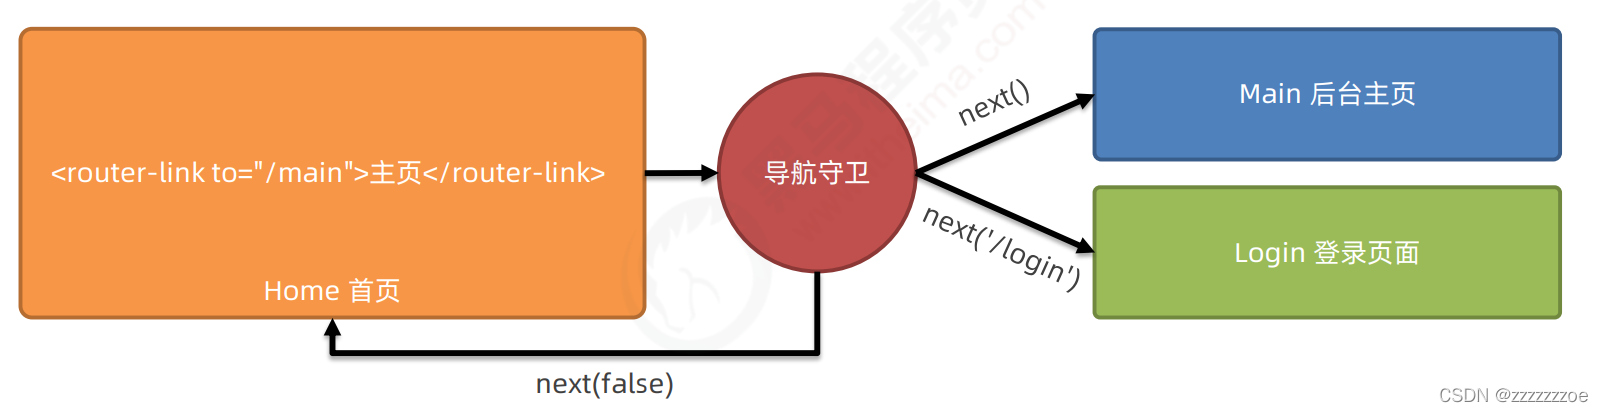 <router-link to="/main">主页</router-link>
Home 首页
导航守卫
next()
next('/login')
next(false)
Main 后台主页
Login 登录页面
CSDN @zzzzzzzoe